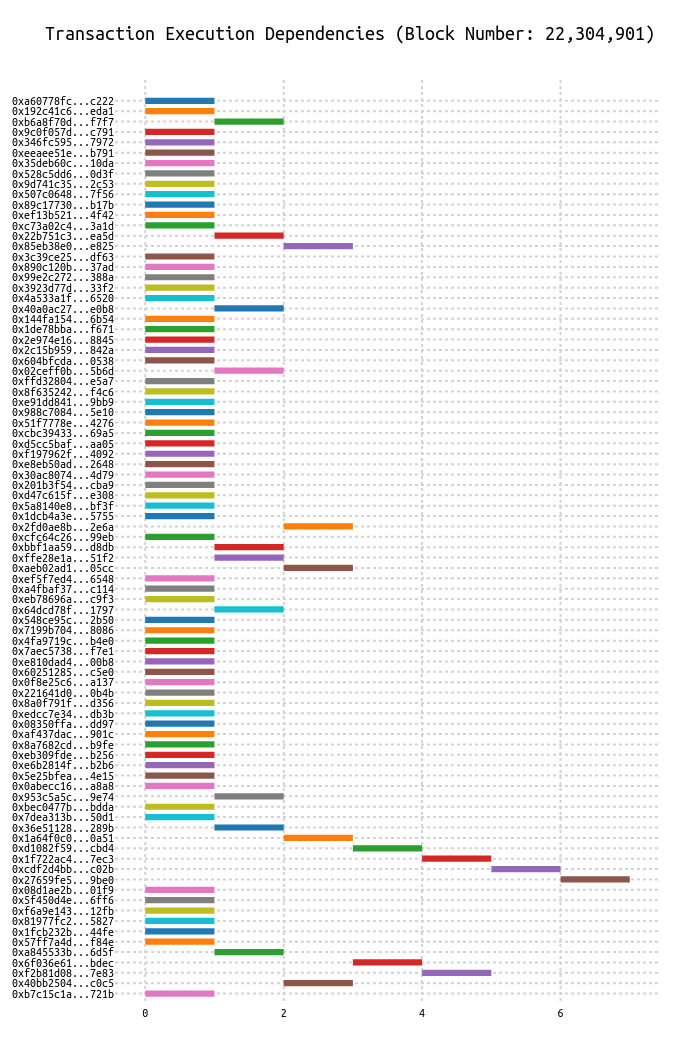 Transaction Execution Dependencies (Block Number: 22,304,901)
0xa60778fc...c222
0x192c41c6...eda1
0xb6a8f70d...f7f7
0x9c0f057d...c791
0x346fc595...7972
0xeeaee51e...b791
0x35deb60c...10da
0x528c5dd6...0d3f
0x9d741c35...2c53
0x507c0648...7f56
0x89c17730...b17b
0xef13b521...4f42
0xc73a02c4...3a1d
0x22b751c3...ea5d
0x85eb38e0...e825
0x3c39ce25...df63
0x890c120b...37ad
0x99e2c272...388a
0x3923d77d...33f2
0x4a533a1f...6520
0x40a0ac27...e0b8
0x144fa154...6b54
0x1de78bba...f671
0x2e974e16...8845
0x2c15b959...842a
0x604bfcda...0538
0x02ceff0b...5b6d
0xffd32804...e5a7
0x8f635242...f4c6
0xe91dd841...9bb9
0x988c7084...5e10
0x51f7778e...4276
0xcbc39433...69a5
0xd5cc5baf...aa05
0xf197962f...4092
0xe8eb50ad...2648
0x30ac8074...4d79
0x201b3f54...cba9
0xd47c615f...e308
0x5a8140e8...bf3f
0x1dcb4a3e...5755
0x2fd0ae8b...2e6a
0xcfc64c26...99eb
0xbbf1aa59...d8db
0xffe28e1a...51f2
0xaeb02ad1...05cc
0xef5f7ed4...6548
0xa4fbaf37...c114
0xeb78696a...c9f3
0x64dcd78f...1797
0x548ce95c...2b50
0x7199b704...8086
0x4fa9719c...b4e0
0x7aec5738...f7e1
0xe810dad4...00b8
0x60251285...c5e0
0x0f8e25c6...a137
0x221641d0...0b4b
0x8a0f791f...d356
0xedcc7e34...db3b
0x08350ffa...dd97
0xaf437dac...901c
0x8a7682cd...b9fe
0xeb309fde...b256
0xe6b2814f...b2b6
0x5e25bfea...4e15
0x0abecc16...a8a8
0x953c5a5c...9e74
0xbec0477b...bdda
0x7dea313b...50d1
0x36e51128...289b
0x1a64f0c0...0a51
0xd1082f59...cbd4
0x1f722ac4...7ec3
0xcdf2d4bb...c02b
0x27659fe5...9be0
0x08d1ae2b...01f9
0x5f450d4e...6ff6
0xf6a9e143...12fb
0x81977fc2...5827
0x1fcb232b...44fe
0x57ff7a4d...f84e
0xa845533b...6d5f
0x6f036e61...bdec
0xf2b81d08...7e83
0x40bb2504...c0c5
0xb7c15c1a...721b
0 2 4 6